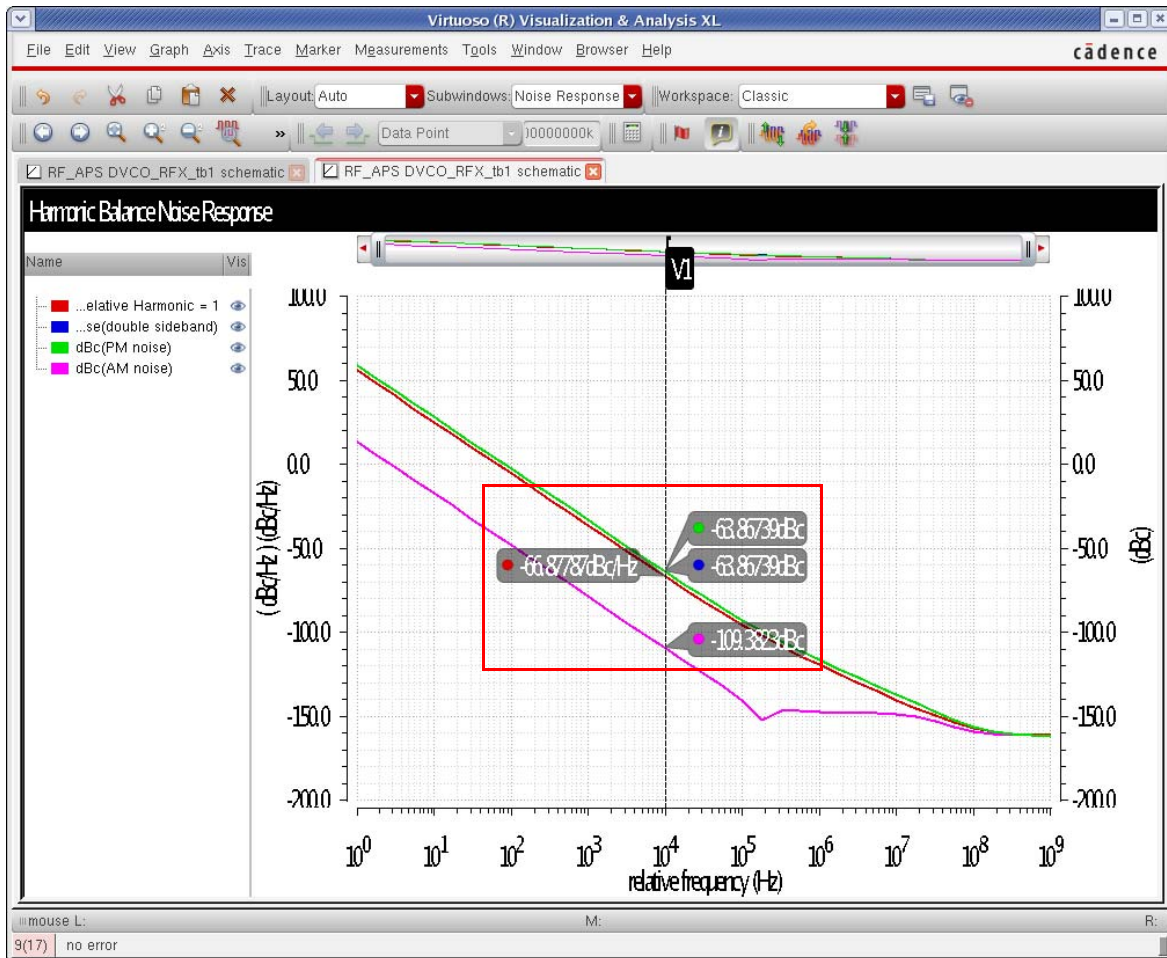 Virtuoso (R) Visualization & Analysis XL
File Edit View Graph Axis Trace Marker Measurements Tools Window Browser Help cādence
Layout: Auto Subwindows: Noise Response Workspace: Classic
» Data Point 10000000k
RF_APS DVCO_RFX_tb1 schematic RF_APS DVCO_RFX_tb1 schematic
Harmonic Balance Noise Response
Name Vis
...elative Harmonic = 1
...se(double sideband)
dBc(PM noise)
dBc(AM noise)
V1
100.0
50.0
0.0
-50.0
-100.0
-150.0
-200.0
(dBc/Hz) (dBc/Hz)
-63.86739dBc
-66.87787dBc/Hz
-63.86739dBc
-109.3823dBc
100.0
50.0
0.0
-50.0
-100.0
-150.0
-200.0
(dBc)
10^0 10^1 10^2 10^3 10^4 10^5 10^6 10^7 10^8 10^9
relative frequency (Hz)
mouse L: M: R:
9(17) no error